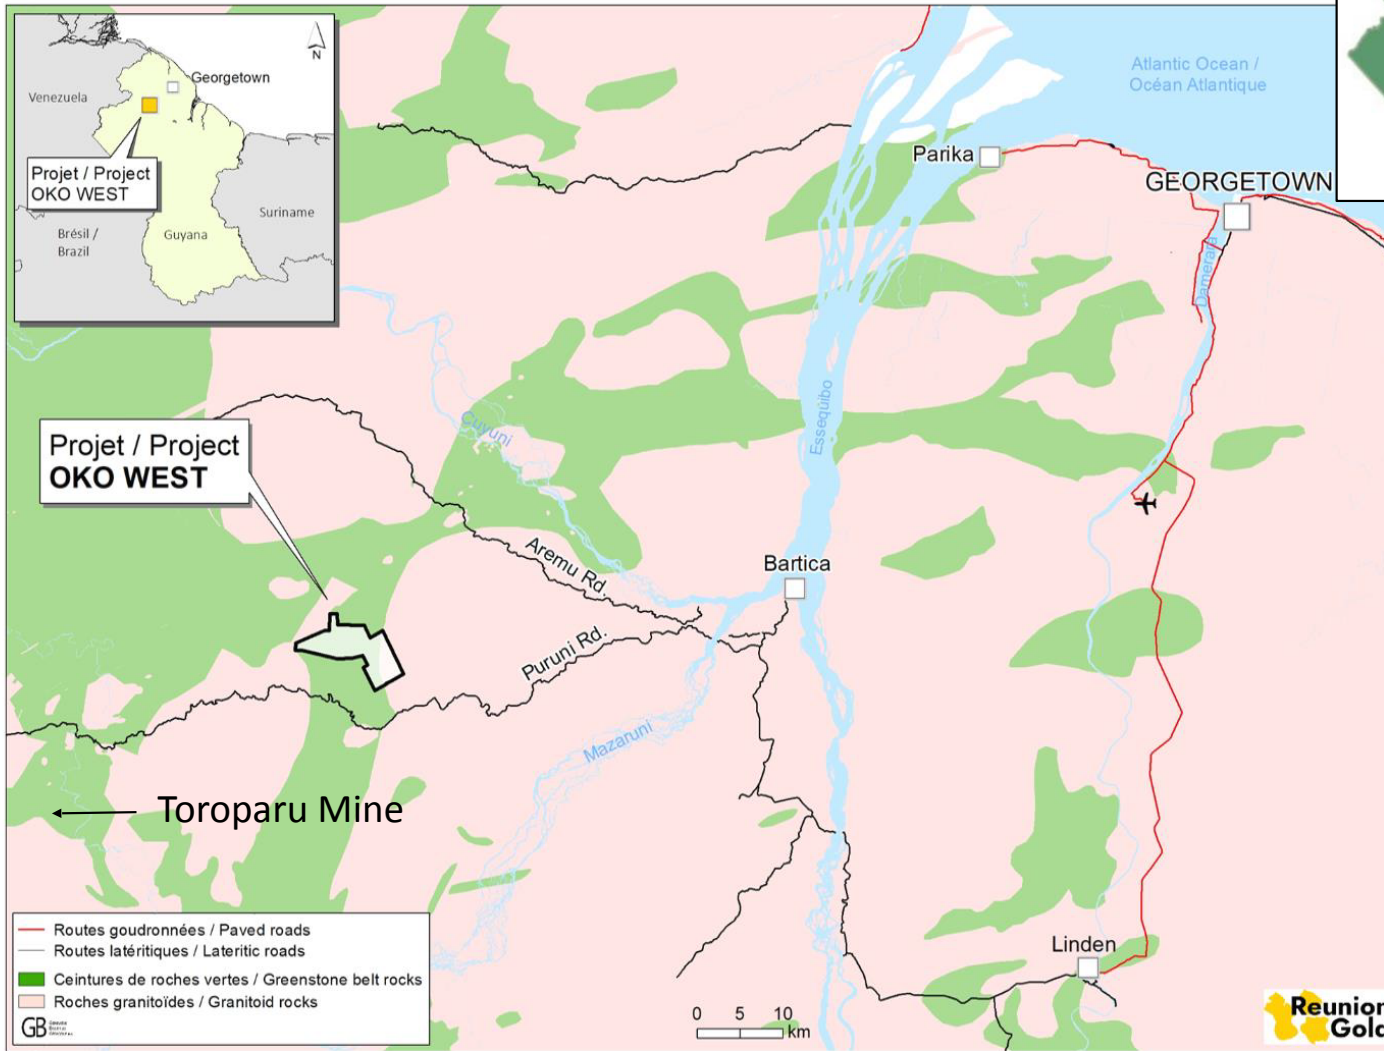 N
Georgetown
Venezuela
Projet / Project
OKO WEST
Suriname
Brésil /
Brazil
Guyana
Atlantic Ocean /
Océan Atlantique
Parika
GEORGETOWN
Damerara
Essequibo
Cuyuni
Projet / Project
OKO WEST
Aremu Rd.
Bartica
Puruni Rd.
Mazaruni
Toroparu Mine
Routes goudronnées / Paved roads
Routes latéritiques / Lateritic roads
Ceintures de roches vertes / Greenstone belt rocks
Roches granitoïdes / Granitoid rocks
GB
Linden
0 5 10
km
Reunion
Gold